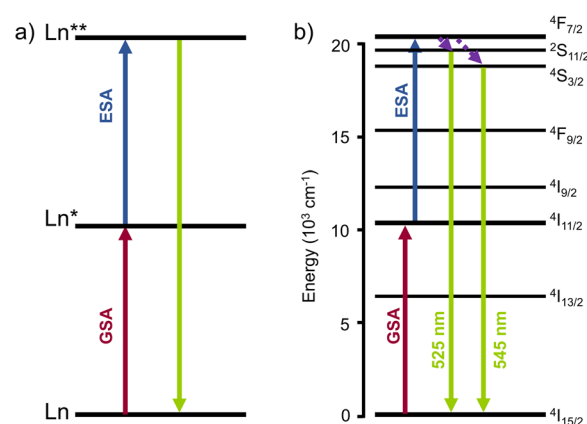 a)
Ln**
ESA
Ln*
GSA
Ln
b)
Energy (10³ cm⁻¹)
20
15
10
5
0
ESA
GSA
525 nm
545 nm
⁴F₇/₂
²S₁₁/₂
⁴S₃/₂
⁴F₉/₂
⁴I₉/₂
⁴I₁₁/₂
⁴I₁₃/₂
⁴I₁₅/₂